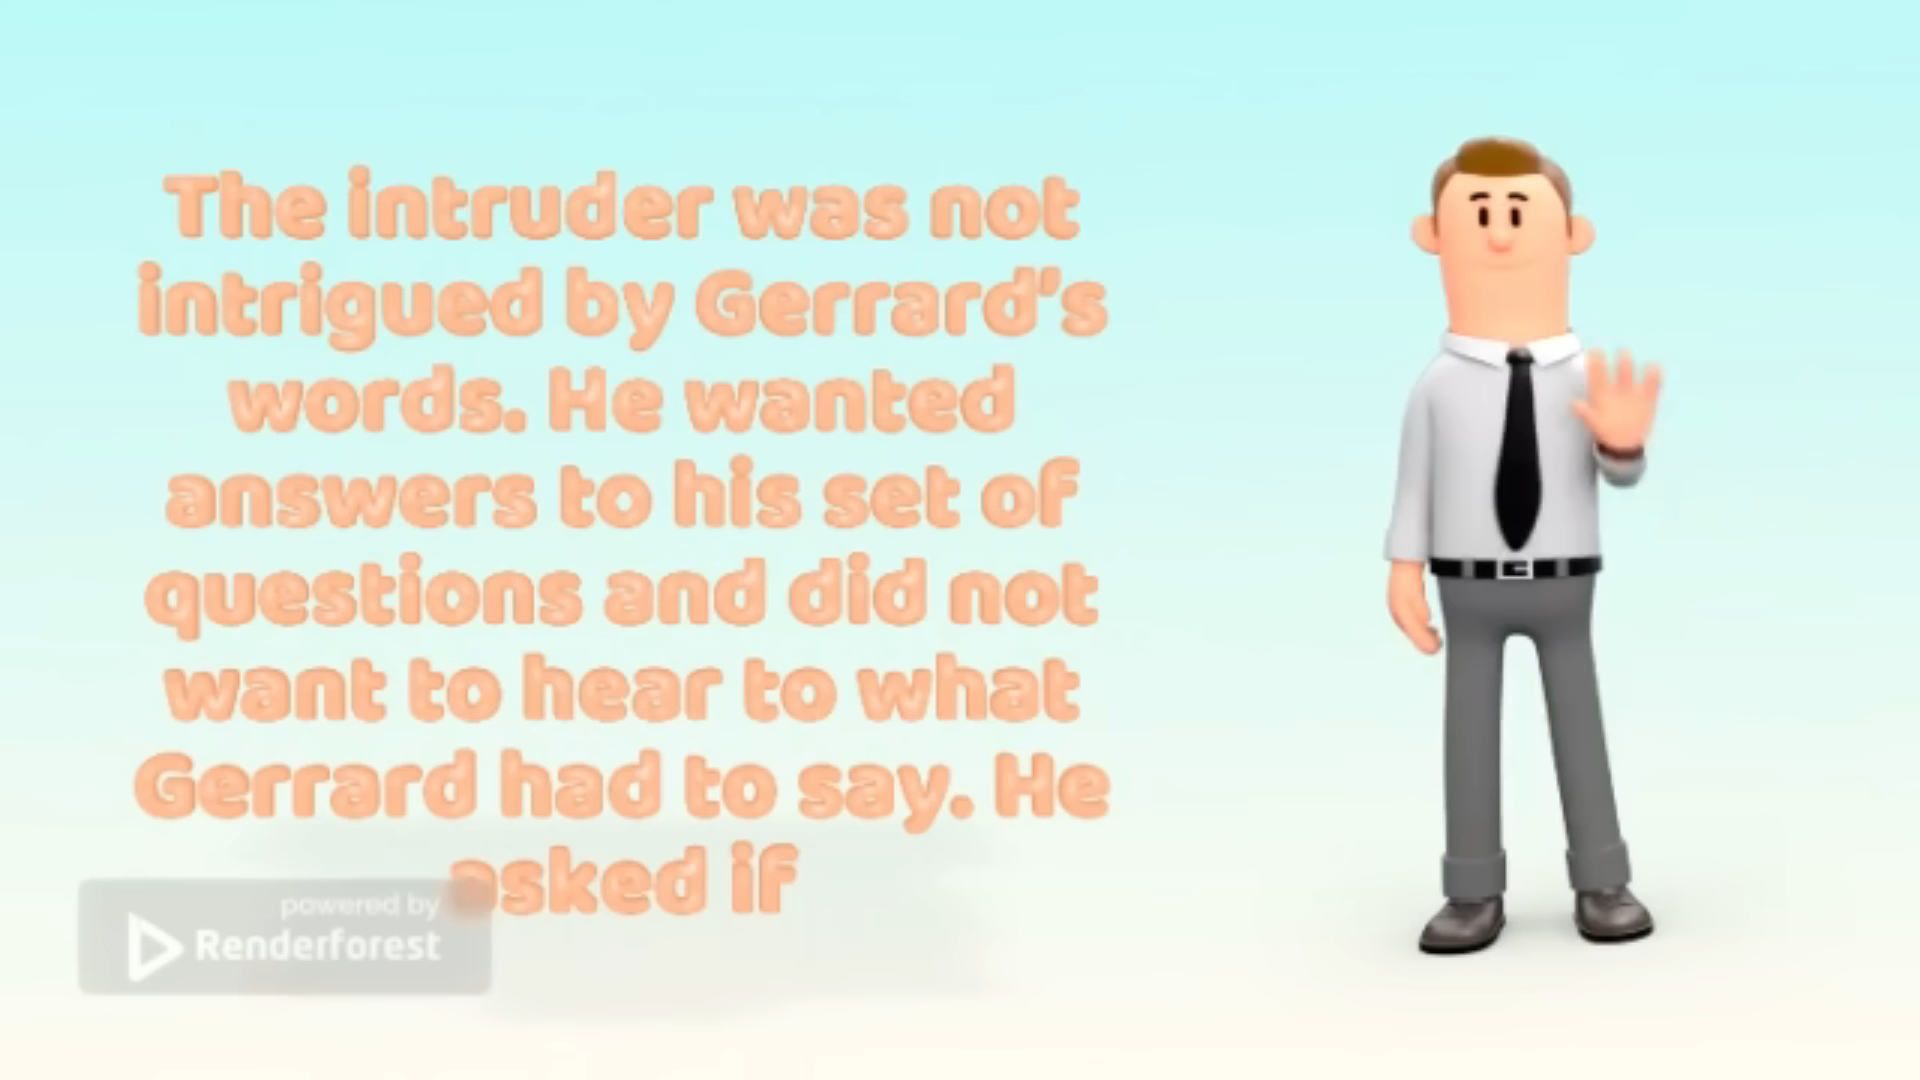 The intruder was not
intrigued by Gerrard's
words. He wanted
answers to his set of
questions and did not
want to hear to what
Gerrard had to say. He
asked if
powered by
Renderforest